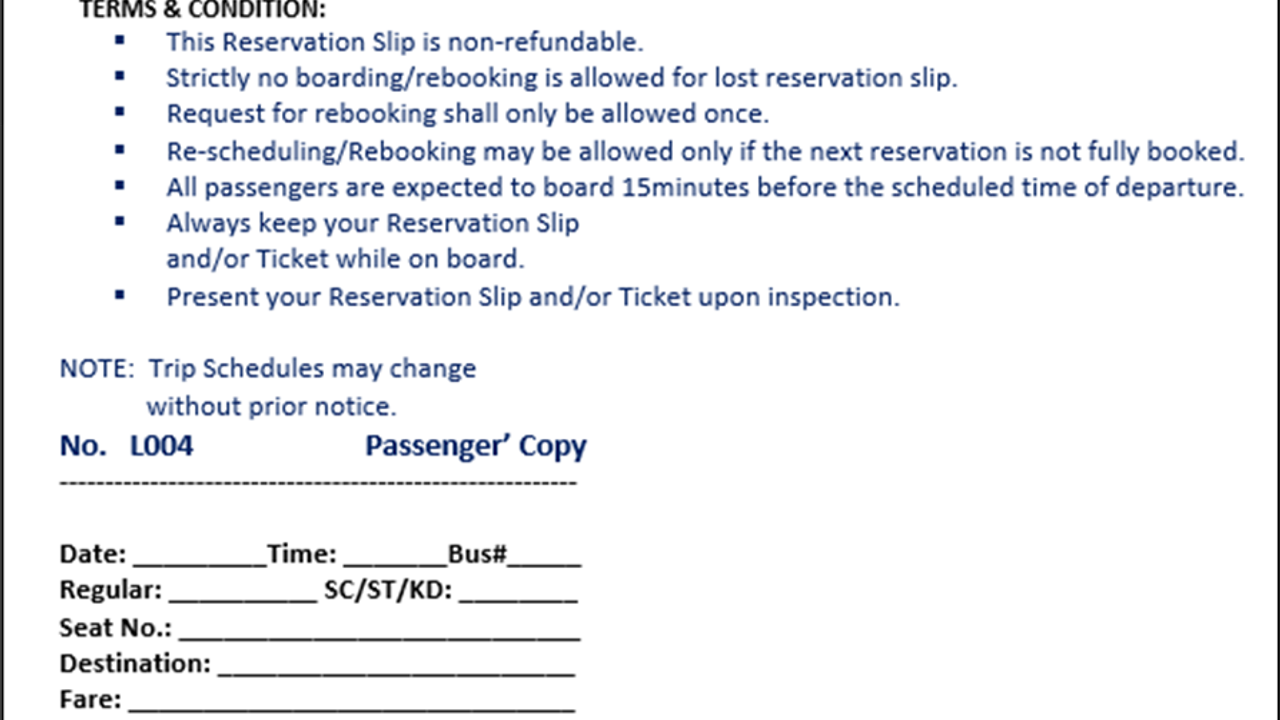 TERMS & CONDITION:
▪ This Reservation Slip is non-refundable.
▪ Strictly no boarding/rebooking is allowed for lost reservation slip.
▪ Request for rebooking shall only be allowed once.
▪ Re-scheduling/Rebooking may be allowed only if the next reservation is not fully booked.
▪ All passengers are expected to board 15minutes before the scheduled time of departure.
▪ Always keep your Reservation Slip
and/or Ticket while on board.
▪ Present your Reservation Slip and/or Ticket upon inspection.
NOTE: Trip Schedules may change
without prior notice.
No. L004 Passenger’ Copy
----------------------------------------------------------
Date: _________Time: _______Bus#_____
Regular: __________ SC/ST/KD: ________
Seat No.: ___________________________
Destination: ________________________
Fare: ______________________________